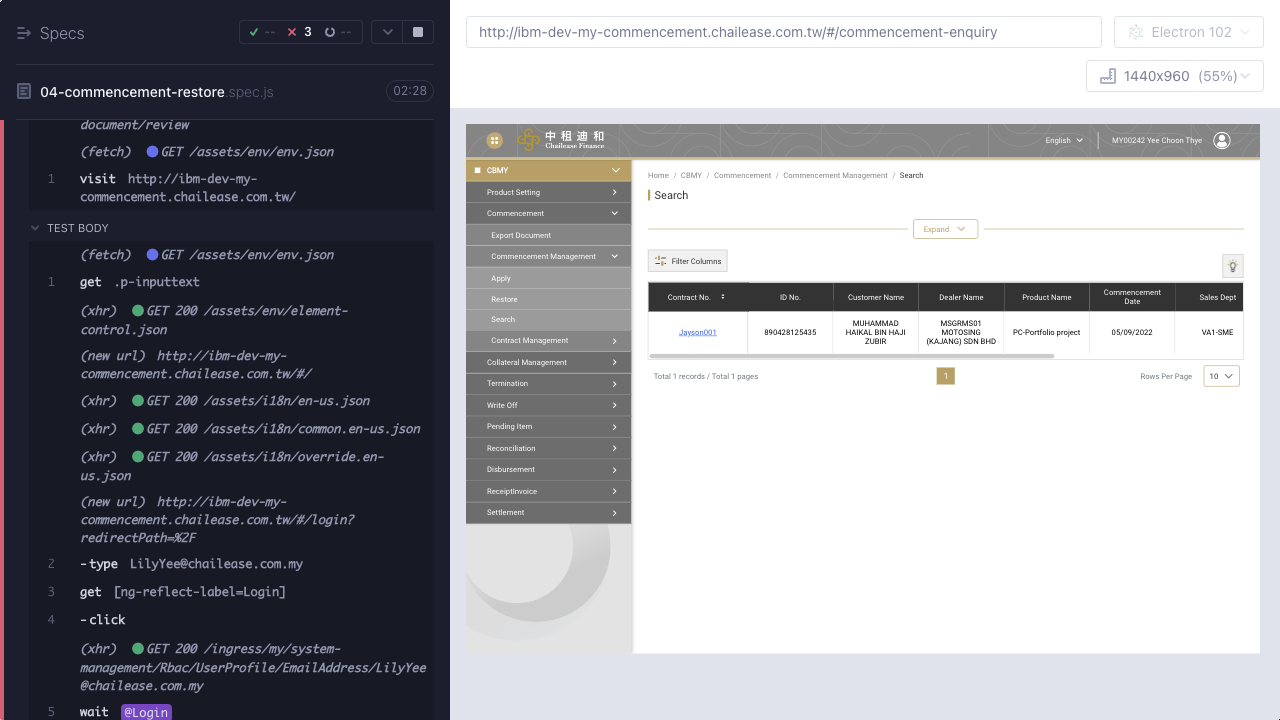 Specs
--
3
--
04-commencement-restore.spec.js
02:28
document/review
(fetch) GET /assets/env/env.json
1 visit http://ibm-dev-my-
commencement.chailease.com.tw/
TEST BODY
(fetch) GET /assets/env/env.json
1 get .p-inputtext
(xhr) GET 200 /assets/env/element-
control.json
(new url) http://ibm-dev-my-
commencement.chailease.com.tw/#/
(xhr) GET 200 /assets/i18n/en-us.json
(xhr) GET 200 /assets/i18n/common.en-us.json
(xhr) GET 200 /assets/i18n/override.en-
us.json
(new url) http://ibm-dev-my-
commencement.chailease.com.tw/#/login?
redirectPath=%2F
2 -type LilyYee@chailease.com.my
3 get [ng-reflect-label=Login]
4 -click
(xhr) GET 200 /ingress/my/system-
management/Rbac/UserProfile/EmailAddress/LilyYee
@chailease.com.my
5 wait @Login
http://ibm-dev-my-commencement.chailease.com.tw/#/commencement-enquiry
Electron 102
1440x960 (55%)
中租迪和
Chailease Finance
English
MY00242 Yee Choon Thye
CBMY
Product Setting
Commencement
Export Document
Commencement Management
Apply
Restore
Search
Contract Management
Collateral Management
Termination
Write Off
Pending Item
Reconciliation
Disbursement
ReceiptInvoice
Settlement
Home / CBMY / Commencement / Commencement Management / Search
Search
Expand
Filter Columns
Contract No. ID No. Customer Name Dealer Name Product Name Commencement Date Sales Dept
Jayson001 890428125435 MUHAMMAD HAIKAL BIN HAJI ZUBIR MSGRMS01 MOTOSING (KAJANG) SDN BHD PC-Portfolio project 05/09/2022 VA1-SME
Total 1 records / Total 1 pages
1
Rows Per Page 10